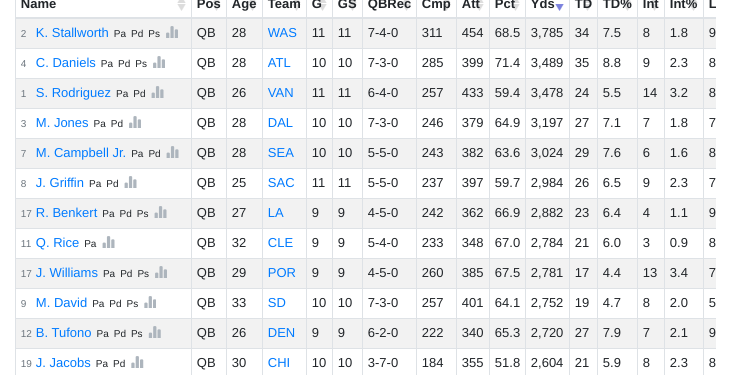 Name Pos Age Team G GS QBRec Cmp Att Pct Yds TD TD% Int Int% L
2 K. Stallworth Pa Pd Ps QB 28 WAS 11 11 7-4-0 311 454 68.5 3,785 34 7.5 8 1.8 9
4 C. Daniels Pa Pd Ps QB 28 ATL 10 10 7-3-0 285 399 71.4 3,489 35 8.8 9 2.3 8
1 S. Rodriguez Pa Pd QB 26 VAN 11 11 6-4-0 257 433 59.4 3,478 24 5.5 14 3.2 8
3 M. Jones Pa Pd QB 28 DAL 10 10 7-3-0 246 379 64.9 3,197 27 7.1 7 1.8 7
7 M. Campbell Jr. Pa Pd Ps QB 28 SEA 10 10 5-5-0 243 382 63.6 3,024 29 7.6 6 1.6 8
8 J. Griffin Pa Pd QB 25 SAC 11 11 5-5-0 237 397 59.7 2,984 26 6.5 9 2.3 7
17 R. Benkert Pa Pd Ps QB 27 LA 9 9 4-5-0 242 362 66.9 2,882 23 6.4 4 1.1 9
11 Q. Rice Pa QB 32 CLE 9 9 5-4-0 233 348 67.0 2,784 21 6.0 3 0.9 8
17 J. Williams Pa Pd Ps QB 29 POR 9 9 4-5-0 260 385 67.5 2,781 17 4.4 13 3.4 7
9 M. David Pa Pd Ps QB 33 SD 10 10 7-3-0 257 401 64.1 2,752 19 4.7 8 2.0 5
12 B. Tufono Pa Pd Ps QB 26 DEN 9 9 6-2-0 222 340 65.3 2,720 27 7.9 7 2.1 9
19 J. Jacobs Pa Pd QB 30 CHI 10 10 3-7-0 184 355 51.8 2,604 21 5.9 8 2.3 8